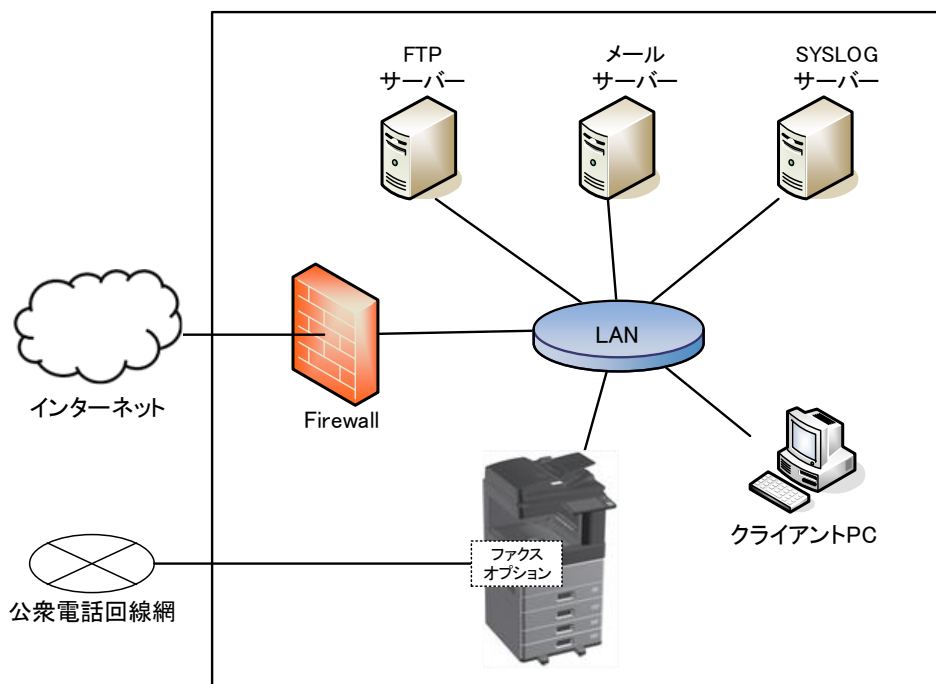 FTP
サーバー
メール
サーバー
SYSLOG
サーバー
LAN
インターネット
Firewall
クライアントPC
ファクス
オプション
公衆電話回線網